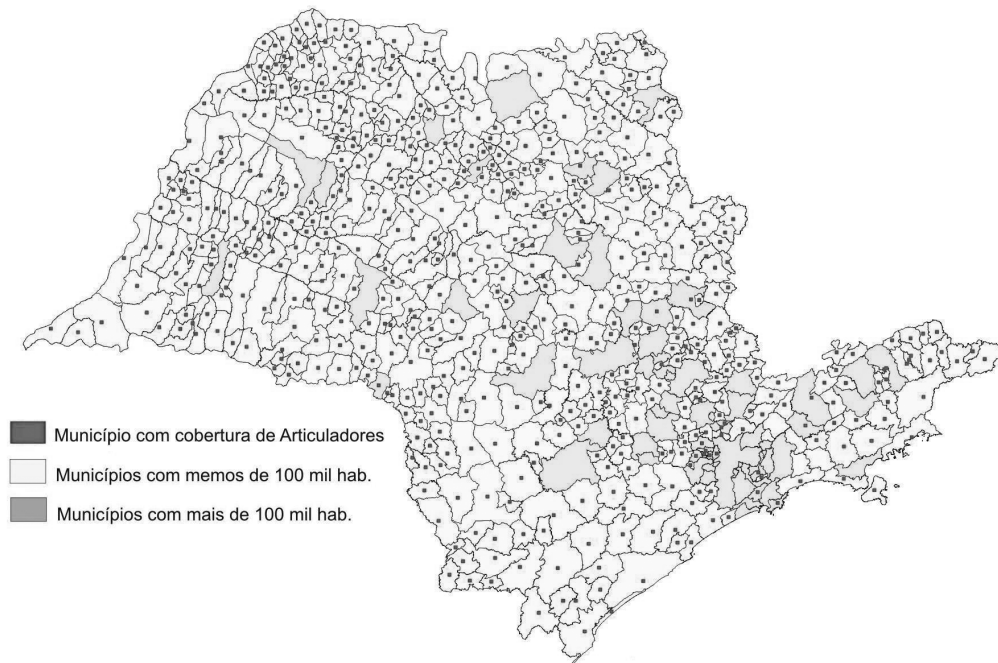 Município com cobertura de Articuladores
Municípios com memos de 100 mil hab.
Municípios com mais de 100 mil hab.